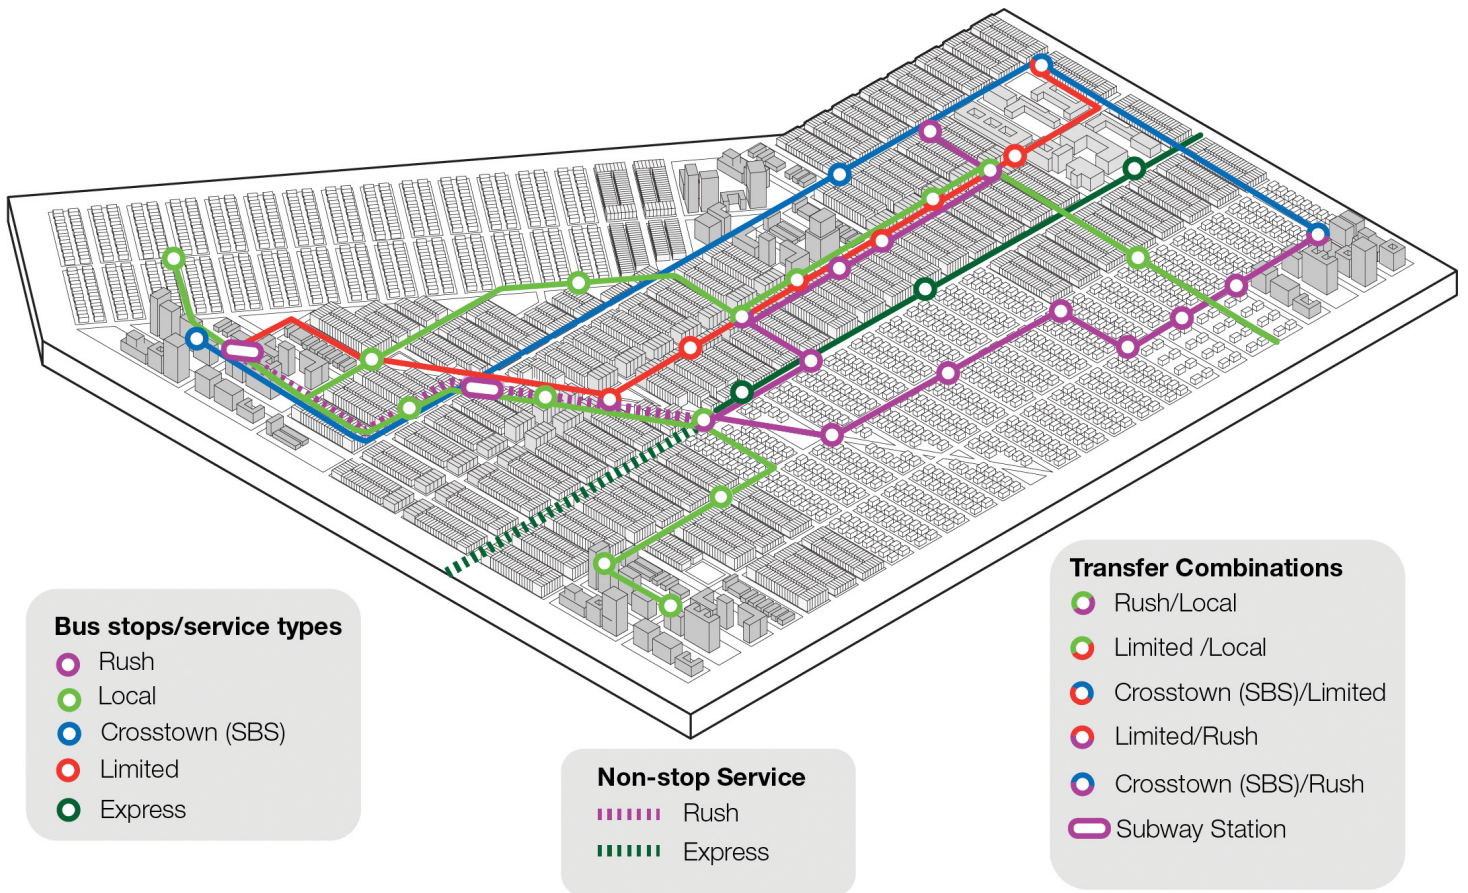 Bus stops/service types
Rush
Local
Crosstown (SBS)
Limited
Express
Non-stop Service
Rush
Express
Transfer Combinations
Rush/Local
Limited /Local
Crosstown (SBS)/Limited
Limited/Rush
Crosstown (SBS)/Rush
Subway Station